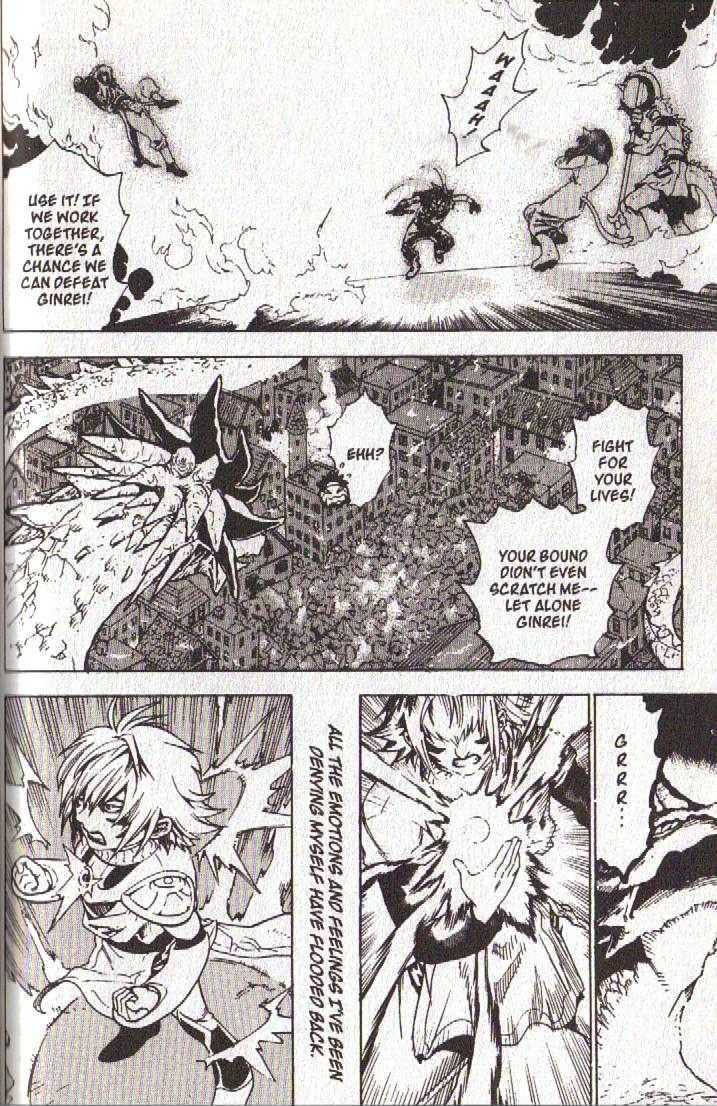 WAAAH!
USE IT! IF
WE WORK
TOGETHER,
THERE'S A
CHANCE WE
CAN DEFEAT
GINREI!
FIGHT
FOR
YOUR
LIVES!
YOUR BOUND
DIDN'T EVEN
SCRATCH ME--
LET ALONE
GINREI!
EHH?
GRRR...
ALL THE EMOTIONS AND FEELINGS I'VE BEEN
DENYING MYSELF HAVE FLOODED BACK.